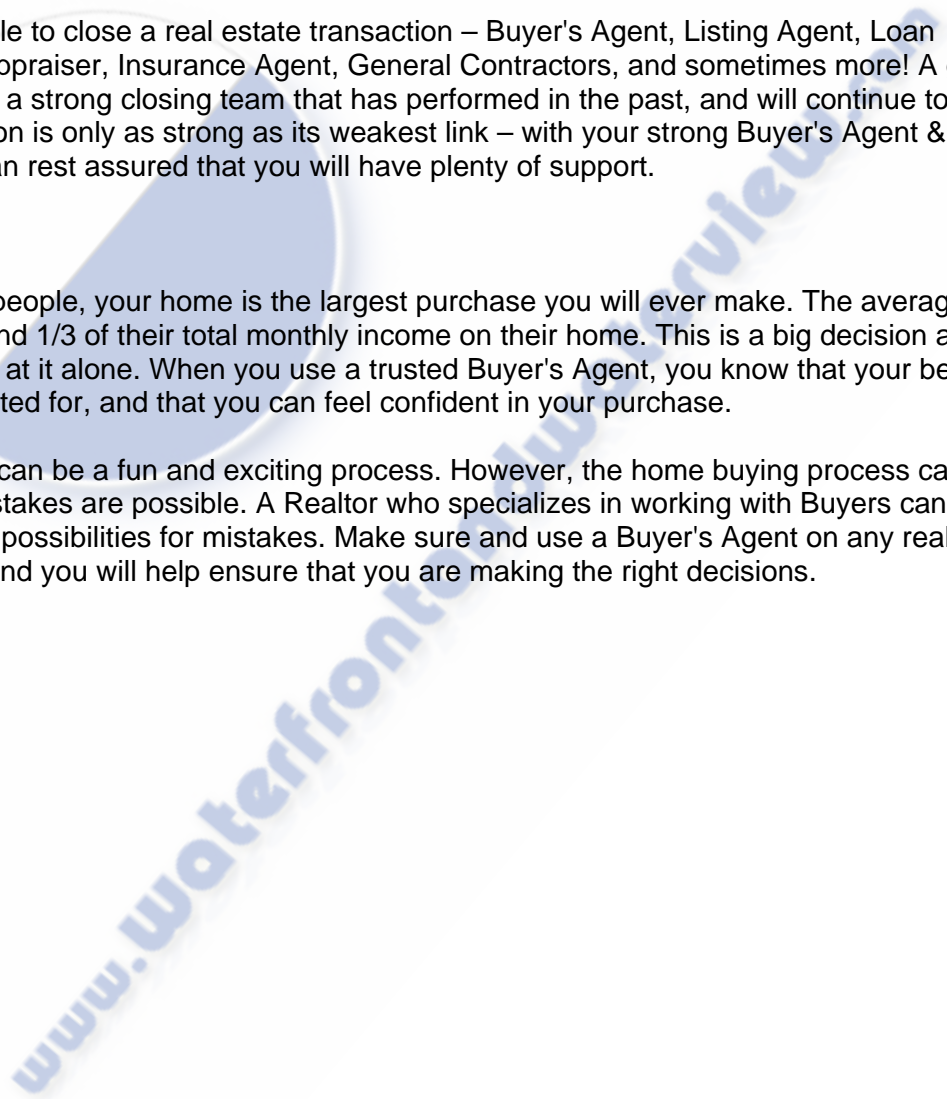 le to close a real estate transaction – Buyer's Agent, Listing Agent, Loan
ppraiser, Insurance Agent, General Contractors, and sometimes more! A
a strong closing team that has performed in the past, and will continue to
on is only as strong as its weakest link – with your strong Buyer's Agent &
an rest assured that you will have plenty of support.
people, your home is the largest purchase you will ever make. The averag
nd 1/3 of their total monthly income on their home. This is a big decision a
at it alone. When you use a trusted Buyer's Agent, you know that your be
ted for, and that you can feel confident in your purchase.
can be a fun and exciting process. However, the home buying process ca
stakes are possible. A Realtor who specializes in working with Buyers can
possibilities for mistakes. Make sure and use a Buyer's Agent on any real
nd you will help ensure that you are making the right decisions.
www.waterfrontandwaterview.com